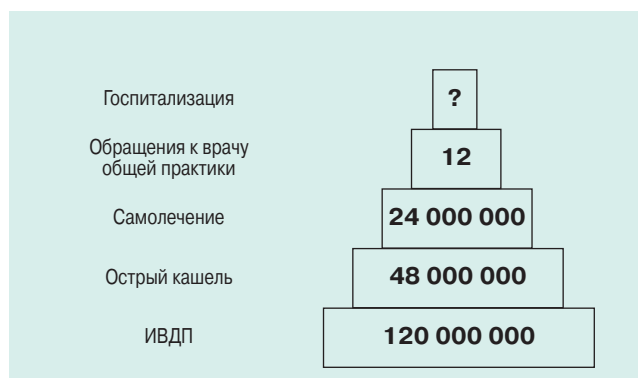 Госпитализация
?
Обращения к врачу
общей практики
12
Самолечение
24 000 000
Острый кашель
48 000 000
ИВДП
120 000 000